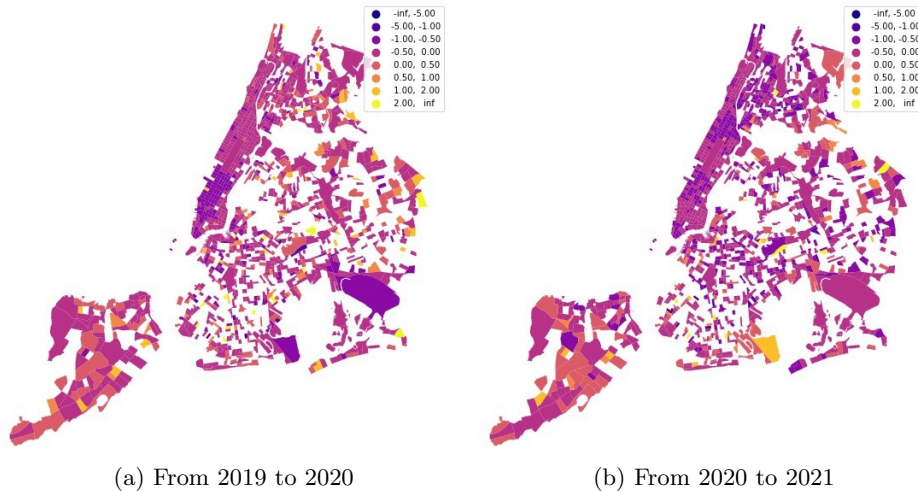 -inf, -5.00
-5.00, -1.00
-1.00, -0.50
-0.50, 0.00
0.00, 0.50
0.50, 1.00
1.00, 2.00
2.00, inf
-inf, -5.00
-5.00, -1.00
-1.00, -0.50
-0.50, 0.00
0.00, 0.50
0.50, 1.00
1.00, 2.00
2.00, inf
(a) From 2019 to 2020
(b) From 2020 to 2021